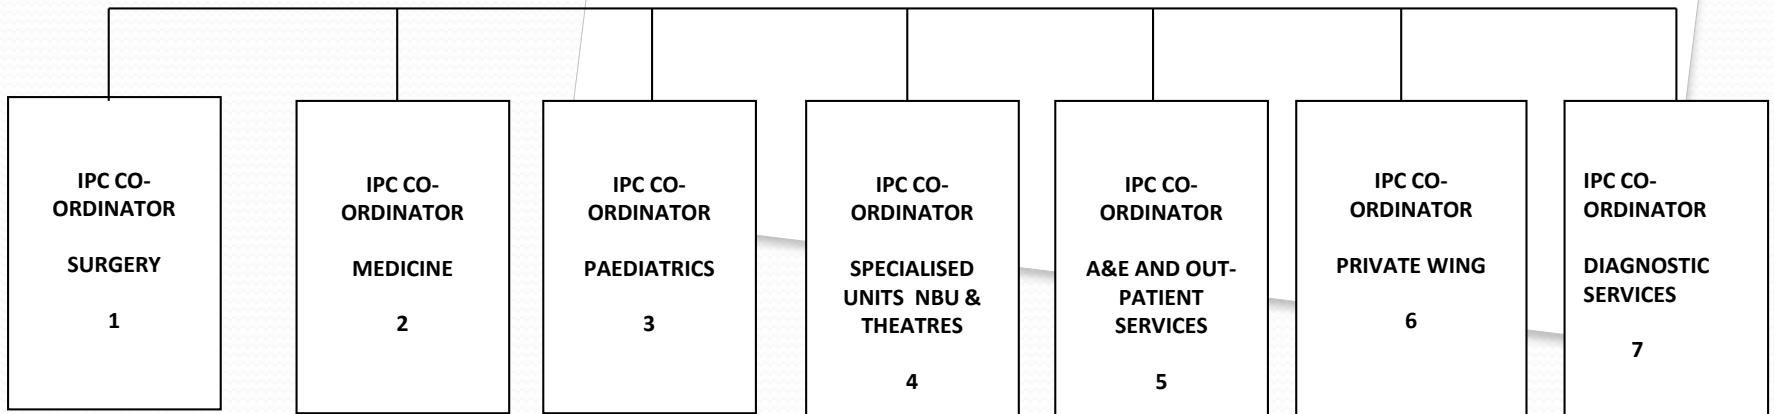 IPC CO-
ORDINATOR
SURGERY
1
IPC CO-
ORDINATOR
MEDICINE
2
IPC CO-
ORDINATOR
PAEDIATRICS
3
IPC CO-
ORDINATOR
SPECIALISED
UNITS NBU &
THEATRES
4
IPC CO-
ORDINATOR
A&E AND OUT-
PATIENT
SERVICES
5
IPC CO-
ORDINATOR
PRIVATE WING
6
IPC CO-
ORDINATOR
DIAGNOSTIC
SERVICES
7